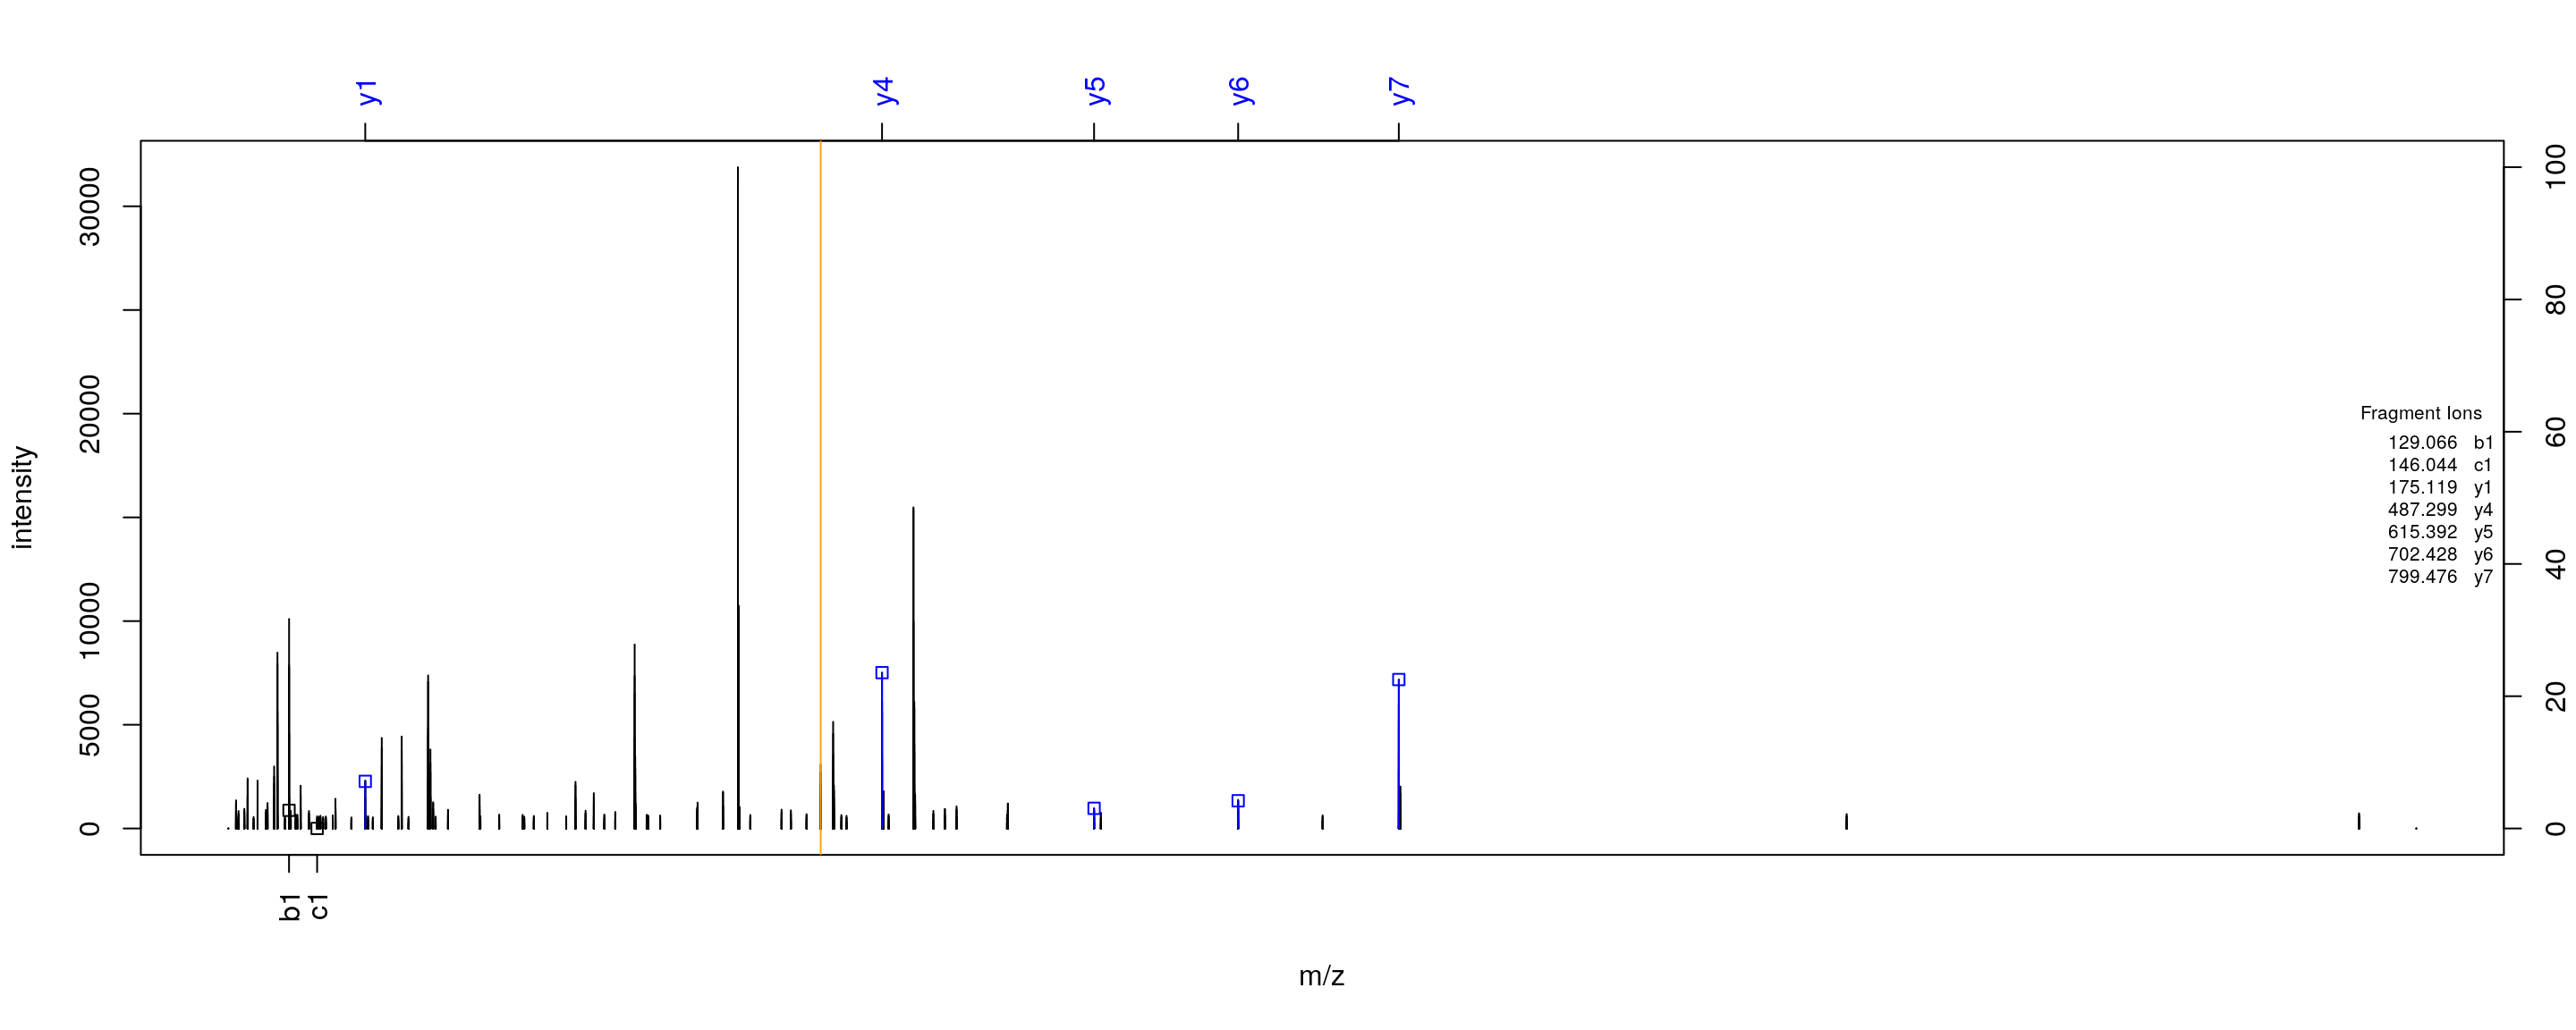 y1 y4 y5 y6 y7
30000
20000
10000
5000
0
intensity
100
80
60
40
20
0
Fragment Ions
129.066 b1
146.044 c1
175.119 y1
487.299 y4
615.392 y5
702.428 y6
799.476 y7
b1 c1
m/z